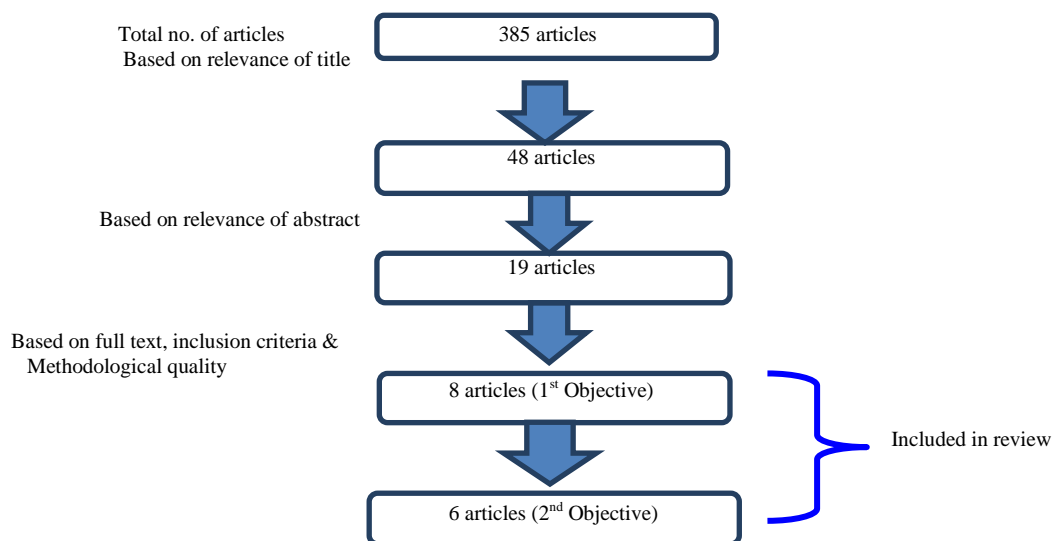 Total no. of articles
Based on relevance of title
385 articles
48 articles
Based on relevance of abstract
19 articles
Based on full text, inclusion criteria &
Methodological quality
8 articles (1st Objective)
Included in review
6 articles (2nd Objective)